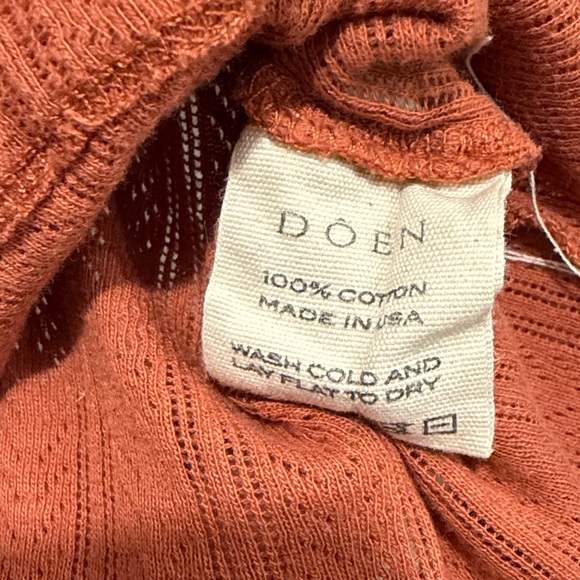 DÔEN
100% COTTON
MADE IN USA
WASH COLD AND
LAY FLAT TO DRY